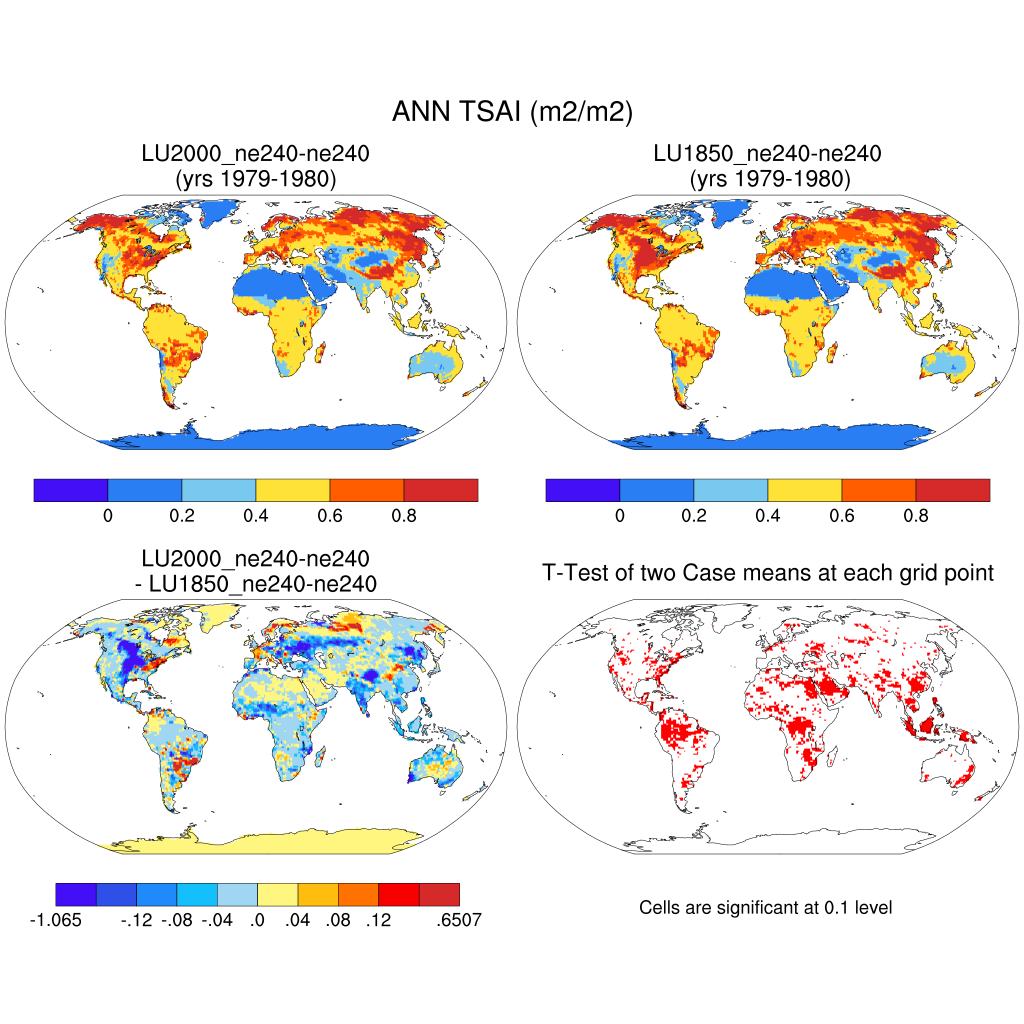 ANN TSAI (m2/m2)
LU2000_ne240-ne240
(yrs 1979-1980)
LU1850_ne240-ne240
(yrs 1979-1980)
0 0.2 0.4 0.6 0.8
0 0.2 0.4 0.6 0.8
LU2000_ne240-ne240
- LU1850_ne240-ne240
T-Test of two Case means at each grid point
-1.065 -.12 -.08 -.04 .0 .04 .08 .12 .6507
Cells are significant at 0.1 level